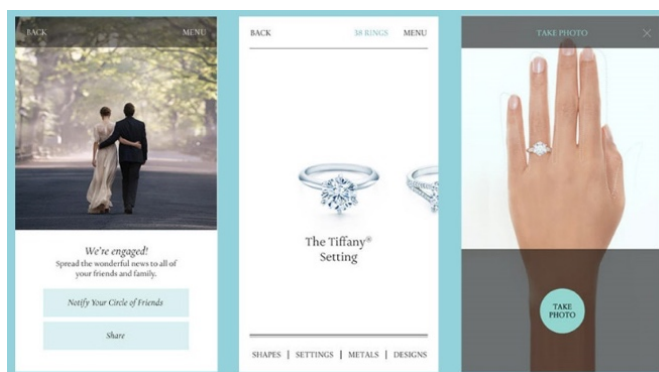 BACK MENU
We're engaged!
Spread the wonderful news to all of
your friends and family.
Notify Your Circle of Friends
Share
BACK 38 RINGS MENU
The Tiffany®
Setting
SHAPES | SETTINGS | METALS | DESIGNS
TAKE PHOTO
TAKE
PHOTO